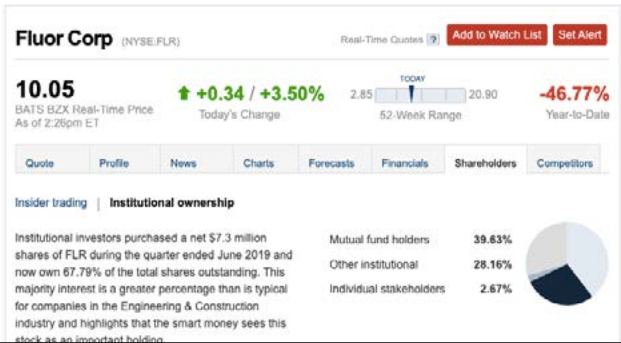 Fluor Corp (NYSE:FLR)
Real-Time Quotes ?
Add to Watch List
Set Alert
10.05
BATS BZX Real-Time Price
As of 2:26pm ET
+0.34 / +3.50%
Today's Change
TODAY
2.85
20.90
52-Week Range
-46.77%
Year-to-Date
Quote Profile News Charts Forecasts Financials Shareholders Competitors
Insider trading | Institutional ownership
Institutional investors purchased a net $7.3 million
shares of FLR during the quarter ended June 2019 and
now own 67.79% of the total shares outstanding. This
majority interest is a greater percentage than is typical
for companies in the Engineering & Construction
industry and highlights that the smart money sees this
stock as an important holding.
Mutual fund holders 39.63%
Other institutional 28.16%
Individual stakeholders 2.67%